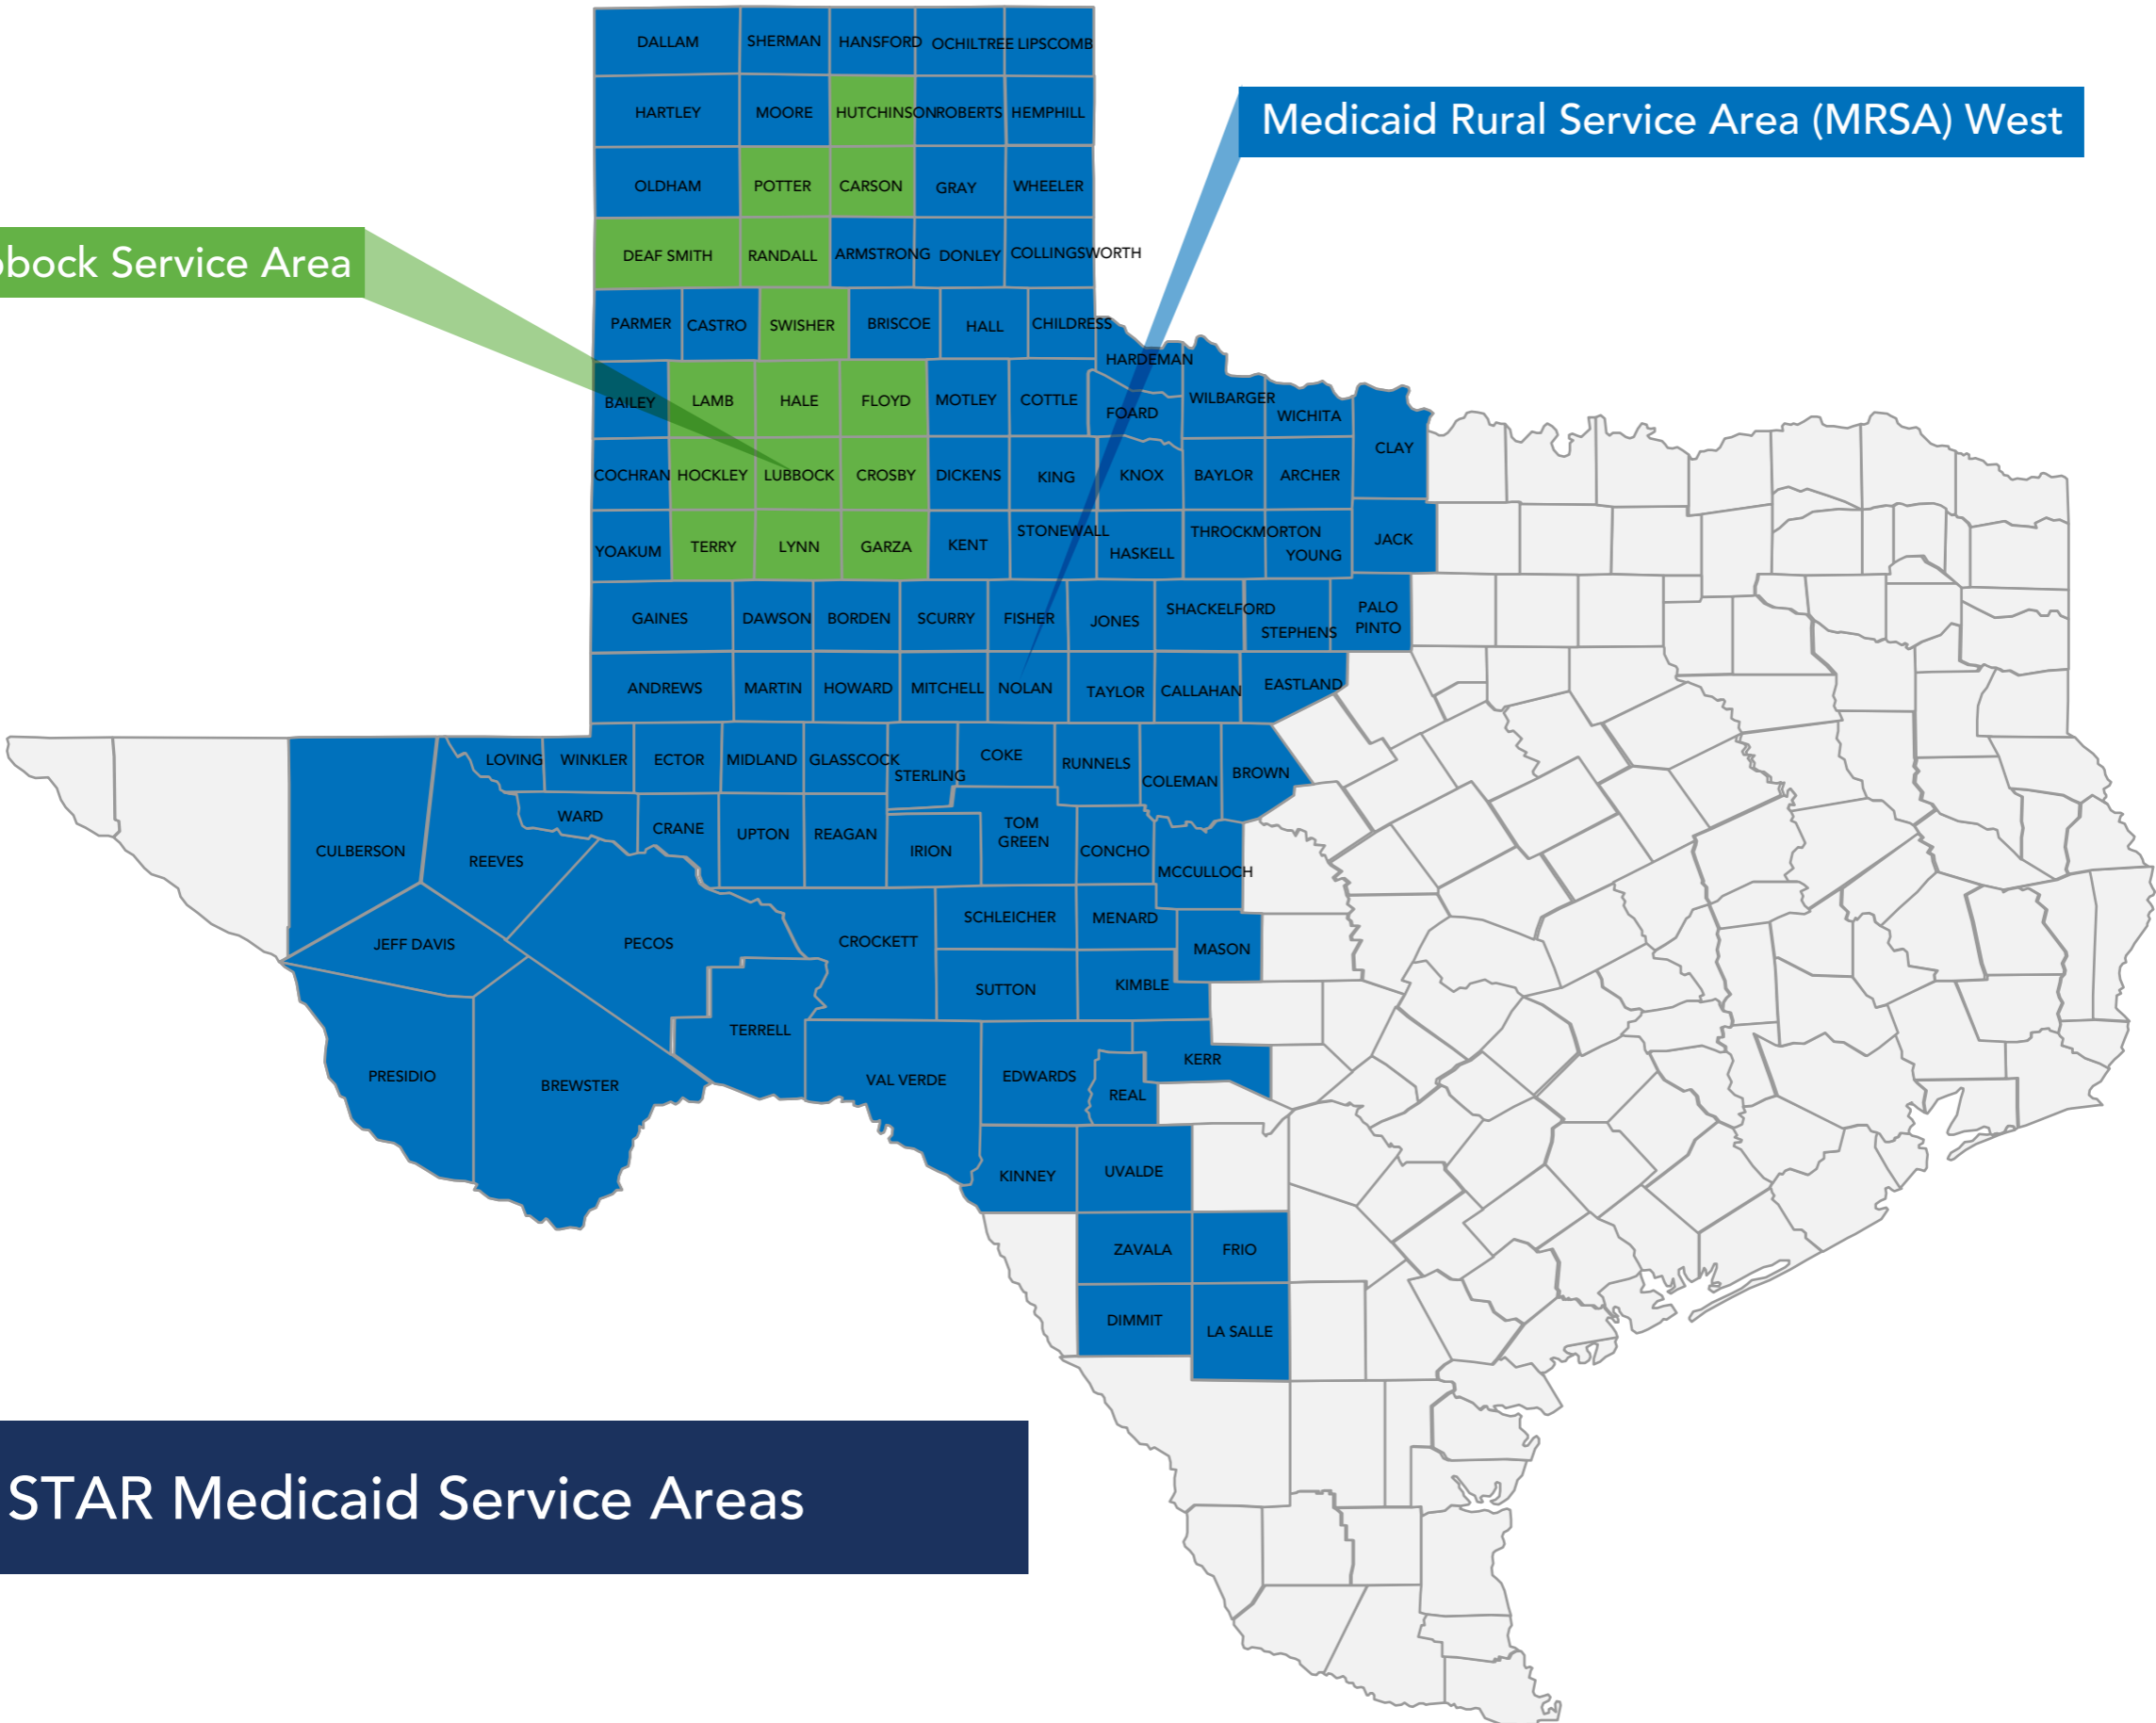 DALLAM SHERMAN HANSFORD OCHILTREE LIPSCOMB
HARTLEY MOORE HUTCHINSON ROBERTS HEMPHILL
Medicaid Rural Service Area (MRSA) West
OLDHAM POTTER CARSON GRAY WHEELER
Service Area
DEAF SMITH RANDALL ARMSTRONG DONLEY COLLINGSWORTH
PARMER CASTRO SWISHER BRISCOE HALL CHILDRESS
HARDEMAN
BAILEY LAMB HALE FLOYD MOTLEY COTTLE FOARD WILBARGER WICHITA
CLAY
COCHRAN HOCKLEY LUBBOCK CROSBY DICKENS KING KNOX BAYLOR ARCHER
YOAKUM TERRY LYNN GARZA KENT STONEWALL HASKELL THROCKMORTON YOUNG JACK
GAINES DAWSON BORDEN SCURRY FISHER JONES SHACKELFORD STEPHENS PALO
PINTO
ANDREWS MARTIN HOWARD MITCHELL NOLAN TAYLOR CALLAHAN EASTLAND
LOVING WINKLER ECTOR MIDLAND GLASSCOCK STERLING COKE RUNNELS COLEMAN BROWN
WARD CRANE UPTON REAGAN IRION TOM
GREEN CONCHO MCCULLOCH
CULBERSON REEVES
JEFF DAVIS PECOS CROCKETT SCHLEICHER MENARD MASON
SUTTON KIMBLE
TERRELL
PRESIDIO BREWSTER VAL VERDE EDWARDS REAL KERR
KINNEY UVALDE
ZAVALA FRIO
DIMMIT LA SALLE
STAR Medicaid Service Areas